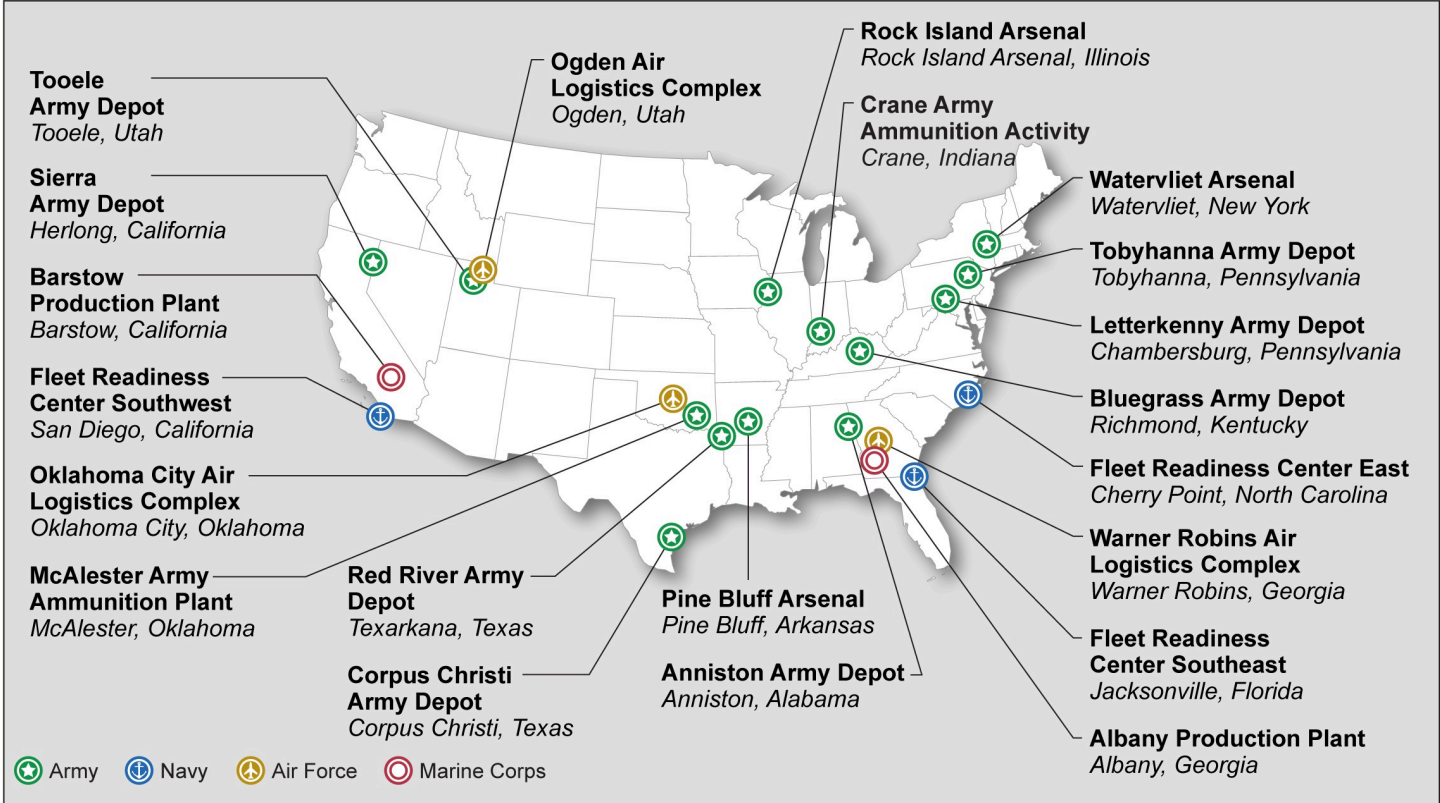 Tooele
Army Depot
Tooele, Utah
Sierra
Army Depot
Herlong, California
Barstow
Production Plant
Barstow, California
Fleet Readiness
Center Southwest
San Diego, California
Oklahoma City Air
Logistics Complex
Oklahoma City, Oklahoma
McAlester Army
Ammunition Plant
McAlester, Oklahoma
Red River Army
Depot
Texarkana, Texas
Corpus Christi
Army Depot
Corpus Christi, Texas
Ogden Air
Logistics Complex
Ogden, Utah
Pine Bluff Arsenal
Pine Bluff, Arkansas
Anniston Army Depot
Anniston, Alabama
Rock Island Arsenal
Rock Island Arsenal, Illinois
Crane Army
Ammunition Activity
Crane, Indiana
Watervliet Arsenal
Watervliet, New York
Tobyhanna Army Depot
Tobyhanna, Pennsylvania
Letterkenny Army Depot
Chambersburg, Pennsylvania
Bluegrass Army Depot
Richmond, Kentucky
Fleet Readiness Center East
Cherry Point, North Carolina
Warner Robins Air
Logistics Complex
Warner Robins, Georgia
Fleet Readiness
Center Southeast
Jacksonville, Florida
Albany Production Plant
Albany, Georgia
Army Navy Air Force Marine Corps